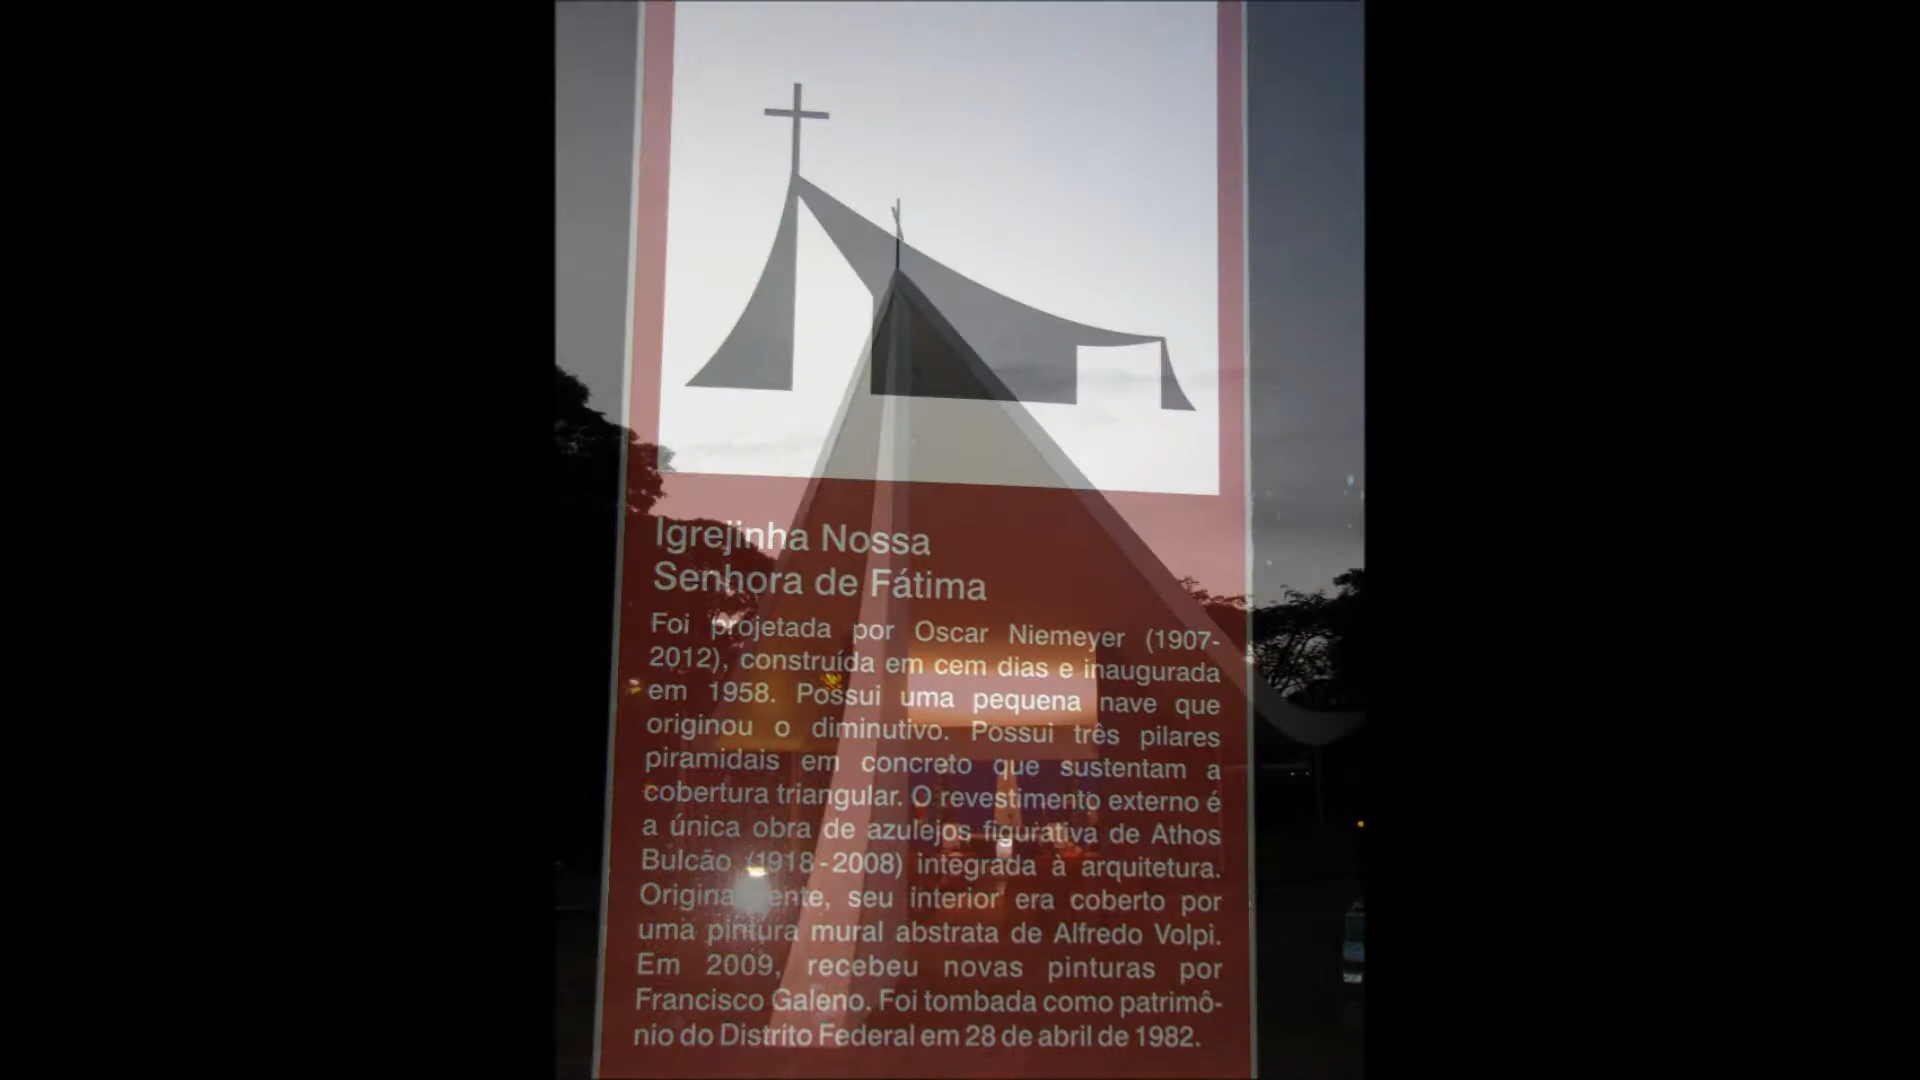 Igrejinha Nossa
Senhora de Fátima
Foi projetada por Oscar Niemeyer (1907-
2012), construída em cem dias e inaugurada
em 1958. Possui uma pequena nave que
originou o diminutivo. Possui três pilares
piramidais em concreto que sustentam a
cobertura triangular. O revestimento externo é
a única obra de azulejos figurativa de Athos
Bulcão (1918-2008) integrada à arquitetura.
Originalmente, seu interior era coberto por
uma pintura mural abstrata de Alfredo Volpi.
Em 2009, recebeu novas pinturas por
Francisco Galeno. Foi tombada como patrimô-
nio do Distrito Federal em 28 de abril de 1982.